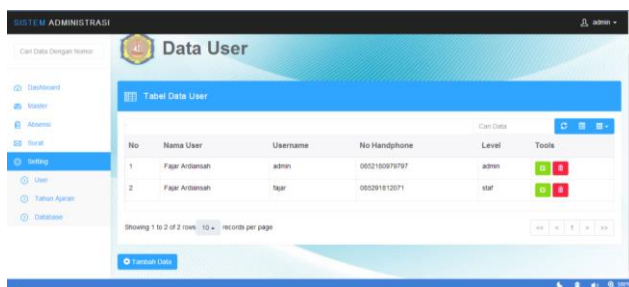 SISTEM ADMINISTRASI
admin
Cari Data Dengan Nomor
Data User
Dashboard
Master
Absensi
Surat
Setting
User
Tahun Ajaran
Database
Tabel Data User
Cari Data
No Nama User Username No Handphone Level Tools
1 Fajar Ardiansah admin 0852160979797 admin
2 Fajar Ardiansah fajar 085291812071 staf
Showing 1 to 2 of 2 rows 10 records per page
<< < 1 > >>
Tambah Data
100%